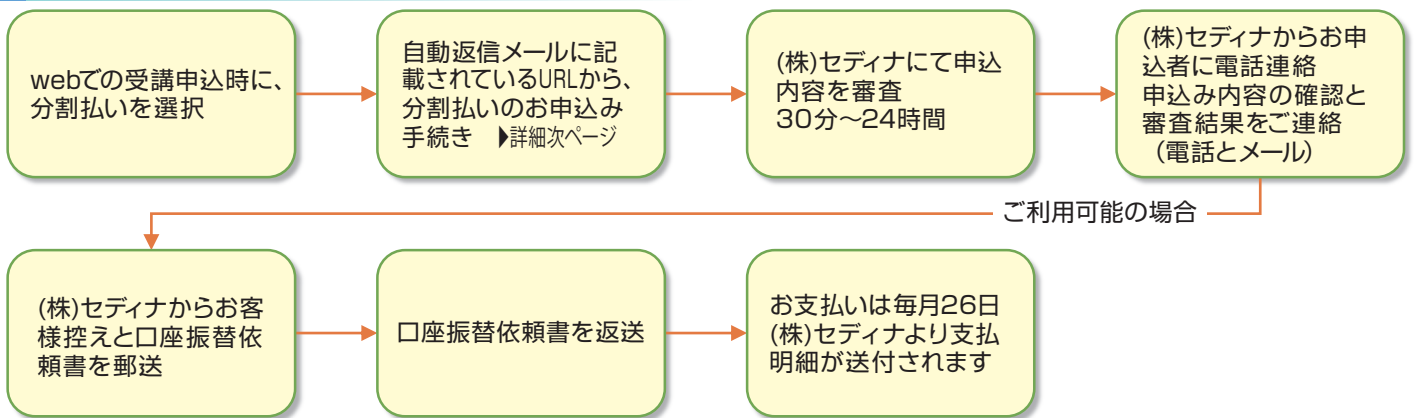 webでの受講申込時に、
分割払いを選択
自動返信メールに記
載されているURLから、
分割払いのお申込み
手続き ▶詳細次ページ
(株)セディナにて申込
内容を審査
30分〜24時間
(株)セディナからお申
込者に電話連絡
申込み内容の確認と
審査結果をご連絡
(電話とメール)
ご利用可能の場合
(株)セディナからお客
様控えと口座振替依
頼書を郵送
口座振替依頼書を返送
お支払いは毎月26日
(株)セディナより支払
明細が送付されます